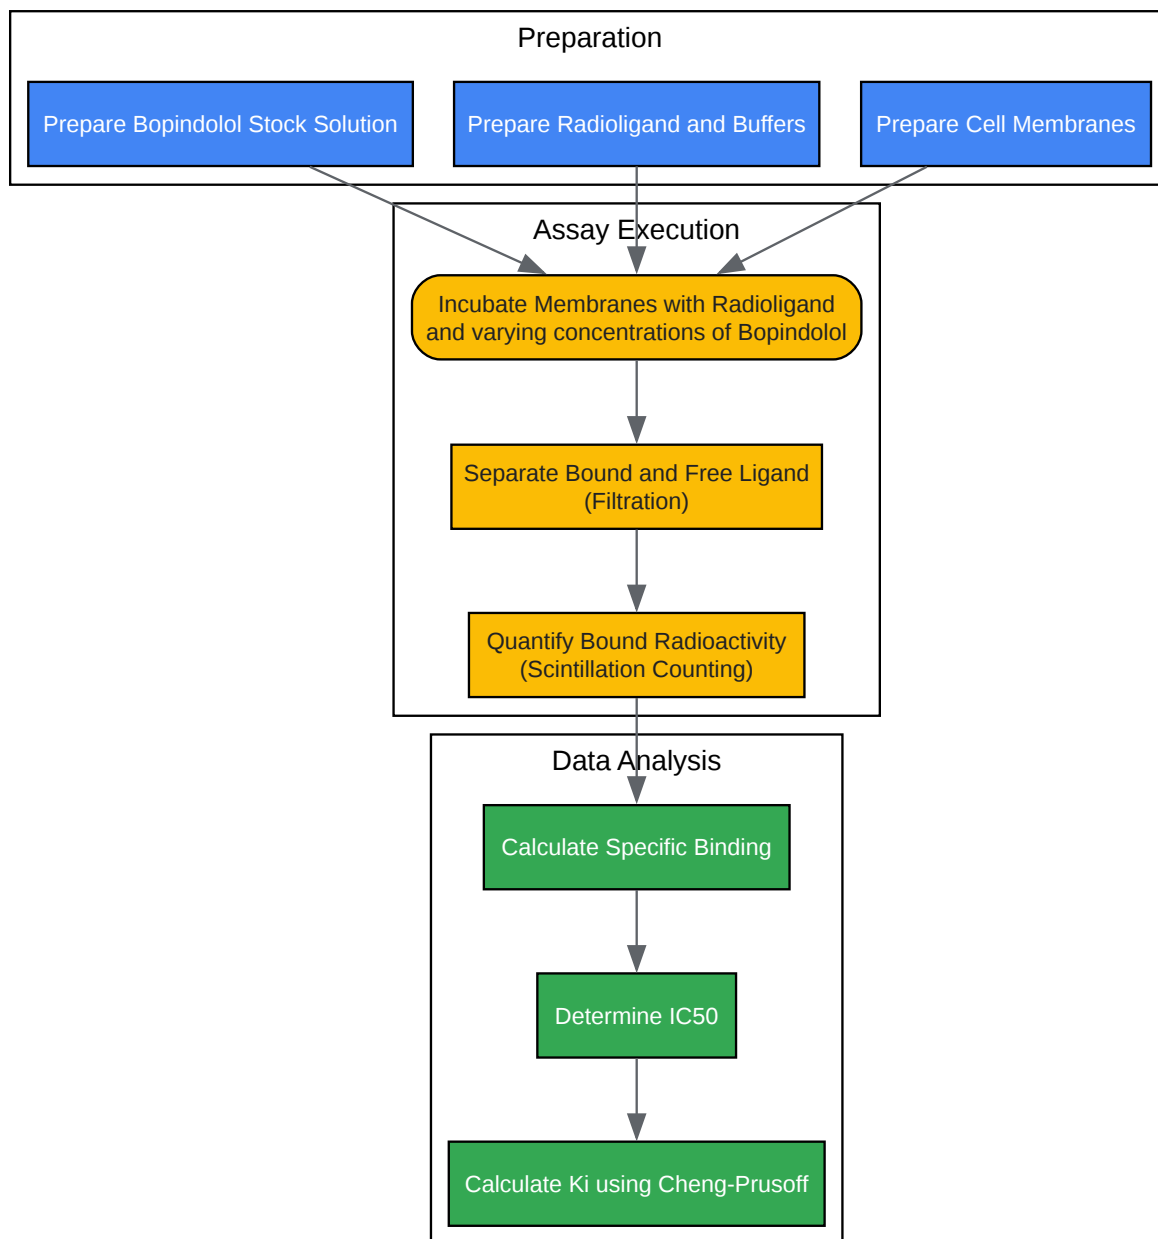 Preparation
Prepare Bopindolol Stock Solution
Prepare Radioligand and Buffers
Prepare Cell Membranes
Assay Execution
Incubate Membranes with Radioligand
and varying concentrations of Bopindolol
Separate Bound and Free Ligand
(Filtration)
Quantify Bound Radioactivity
(Scintillation Counting)
Data Analysis
Calculate Specific Binding
Determine IC50
Calculate Ki using Cheng-Prusoff